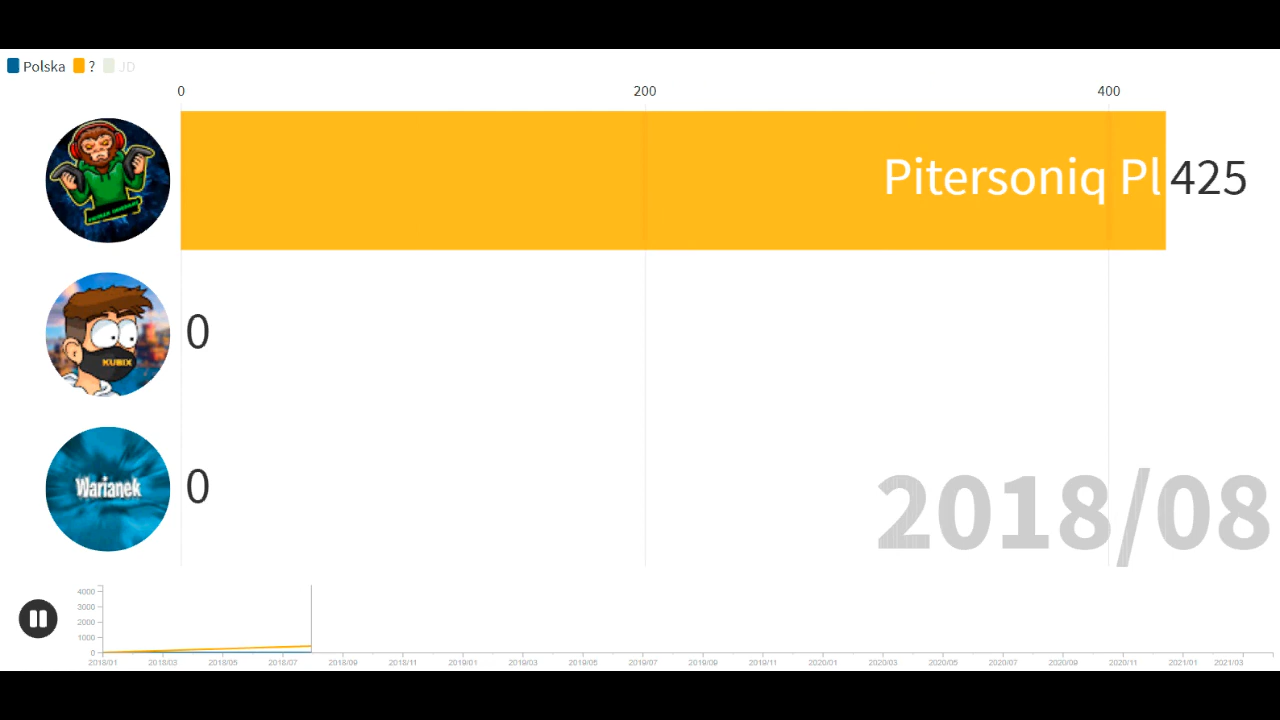 Polska ? JD
0 200 400
Pitersoniq Pl 425
KUBIX
0
Warianek
0
2018/08
4000
3000
2000
1000
0
2018/01 2018/03 2018/05 2018/07 2018/09 2018/11 2019/01 2019/03 2019/05 2019/07 2019/09 2019/11 2020/01 2020/03 2020/05 2020/07 2020/09 2020/11 2021/01 2021/03